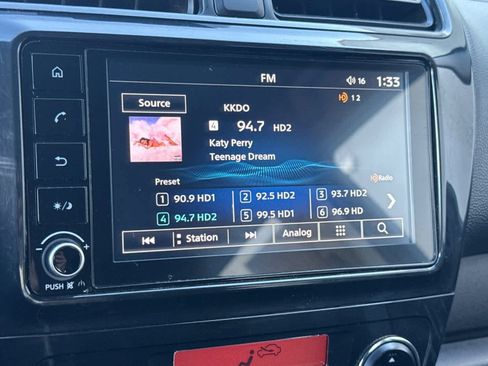 FM
16
1:33
Source
KKDO
1 2
4 94.7 HD2
Katy Perry
Teenage Dream
Radio
Preset
1 90.9 HD1
2 92.5 HD2
3 93.7 HD2
4 94.7 HD2
5 99.5 HD1
6 96.9 HD
Station
Analog
PUSH